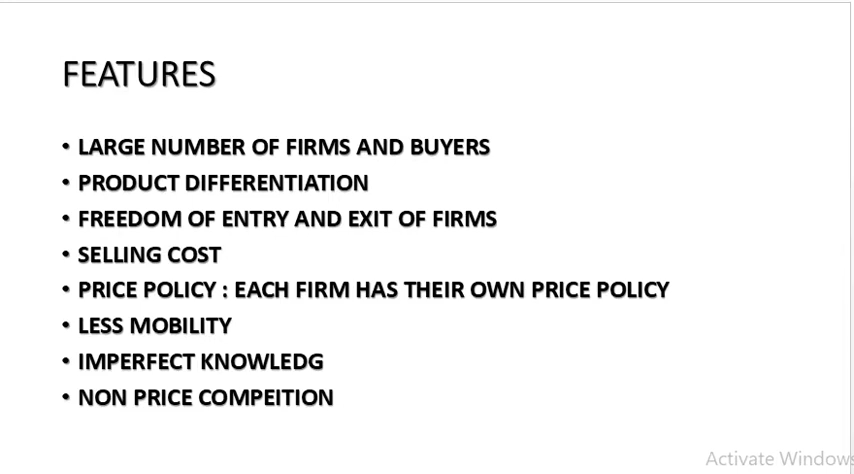 FEATURES
• LARGE NUMBER OF FIRMS AND BUYERS
• PRODUCT DIFFERENTIATION
• FREEDOM OF ENTRY AND EXIT OF FIRMS
• SELLING COST
• PRICE POLICY : EACH FIRM HAS THEIR OWN PRICE POLICY
• LESS MOBILITY
• IMPERFECT KNOWLEDG
• NON PRICE COMPEITION
Activate Windows